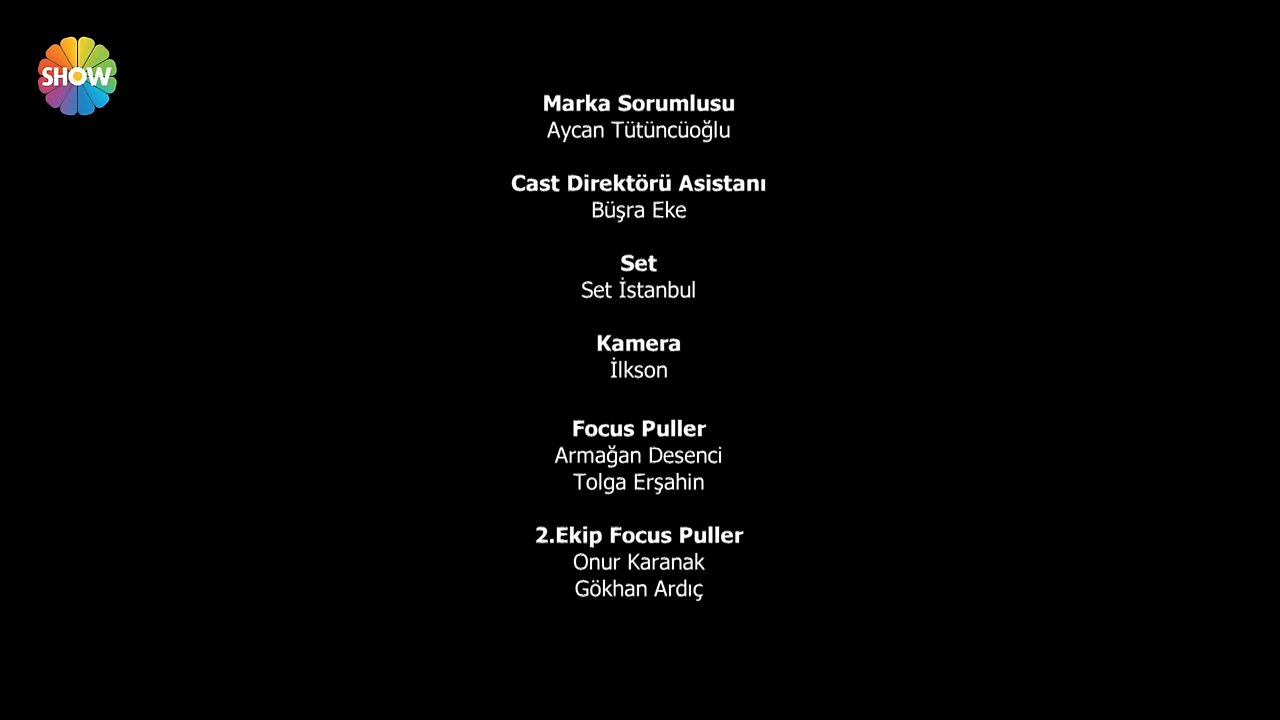 SHOW
Marka Sorumlusu
Aycan Tütüncüoğlu
Cast Direktörü Asistanı
Büşra Eke
Set
Set İstanbul
Kamera
İlkson
Focus Puller
Armağan Desenci
Tolga Erşahin
2.Ekip Focus Puller
Onur Karanak
Gökhan Ardıç